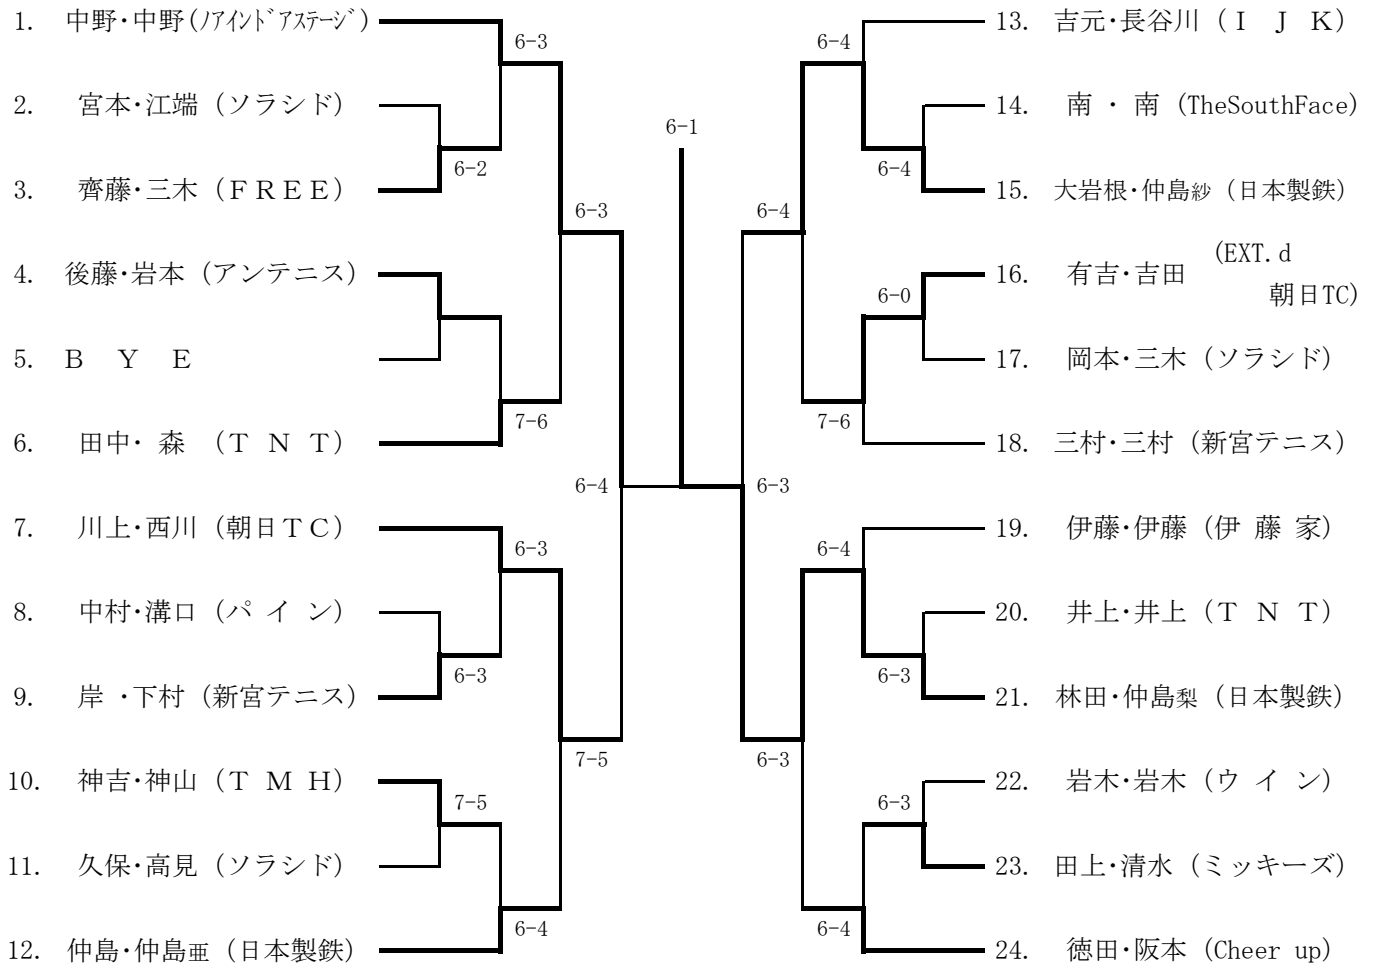 1. 中野・中野(ﾉｱｲﾝﾄﾞｱｽﾃｰｼﾞ)
6-3
2. 宮本・江端 (ソラシド)
6-2
3. 齊藤・三木 (ＦＲＥＥ)
6-3
4. 後藤・岩本 (アンテニス)
5. Ｂ Ｙ Ｅ
7-6
6. 田中・ 森 (Ｔ Ｎ Ｔ)
6-4
7. 川上・西川 (朝日ＴＣ)
6-3
8. 中村・溝口 (パ イ ン)
6-3
9. 岸 ・下村 (新宮テニス)
7-5
10. 神吉・神山 (Ｔ Ｍ Ｈ)
7-5
11. 久保・高見 (ソラシド)
6-4
12. 仲島・仲島亜 (日本製鉄)
6-1
13. 吉元・長谷川 (Ｉ Ｊ Ｋ)
6-4
14. 南 ・ 南 (TheSouthFace)
6-4
15. 大岩根・仲島紗 (日本製鉄)
6-4
16. 有吉・吉田 (EXT.d
朝日TC)
6-0
17. 岡本・三木 (ソラシド)
7-6
18. 三村・三村 (新宮テニス)
6-3
19. 伊藤・伊藤 (伊 藤 家)
6-4
20. 井上・井上 (Ｔ Ｎ Ｔ)
6-3
21. 林田・仲島梨 (日本製鉄)
6-3
22. 岩木・岩木 (ウ イ ン)
6-3
23. 田上・清水 (ミッキーズ)
6-4
24. 徳田・阪本 (Cheer up)